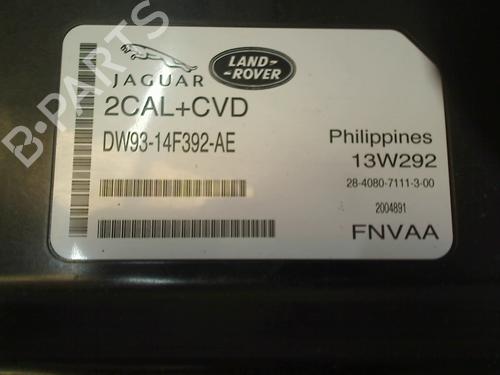 JAGUAR
LAND-
ROVER
2CAL+CVD
DW93-14F392-AE
Philippines
13W292
28-4080-7111-3-00
2004891
FNVAA
B-PARTS